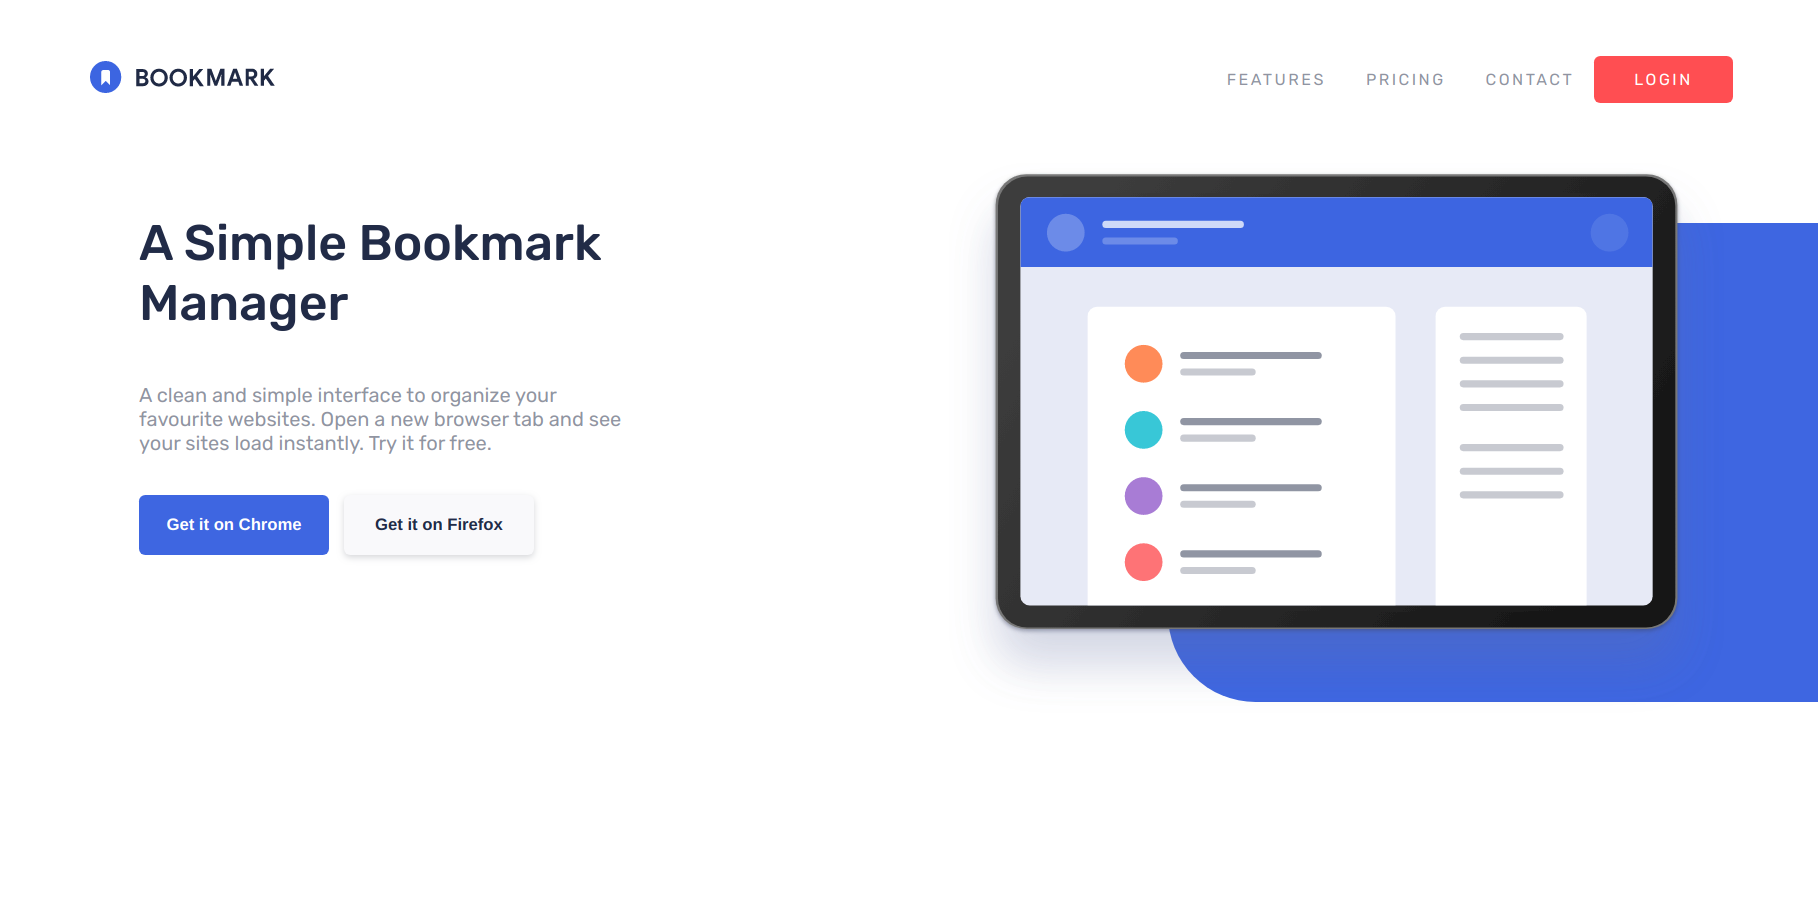 BOOKMARK
FEATURES PRICING CONTACT LOGIN
A Simple Bookmark
Manager
A clean and simple interface to organize your
favourite websites. Open a new browser tab and see
your sites load instantly. Try it for free.
Get it on Chrome Get it on Firefox